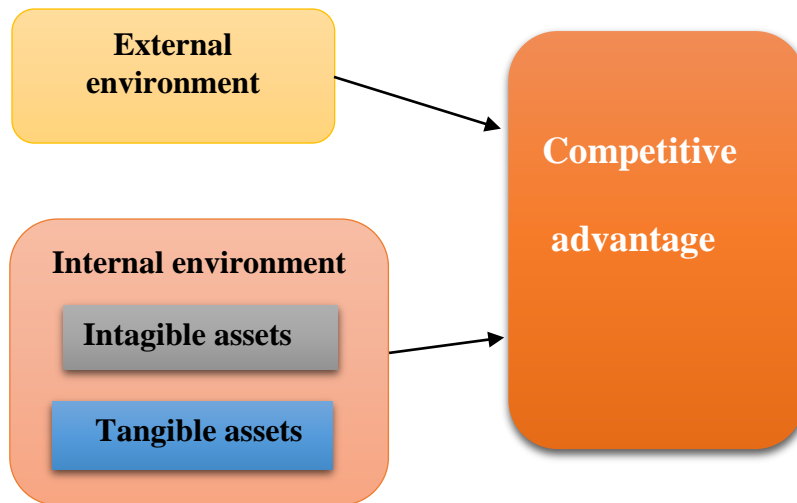 External
environment
Competitive
advantage
Internal environment
Intagible assets
Tangible assets